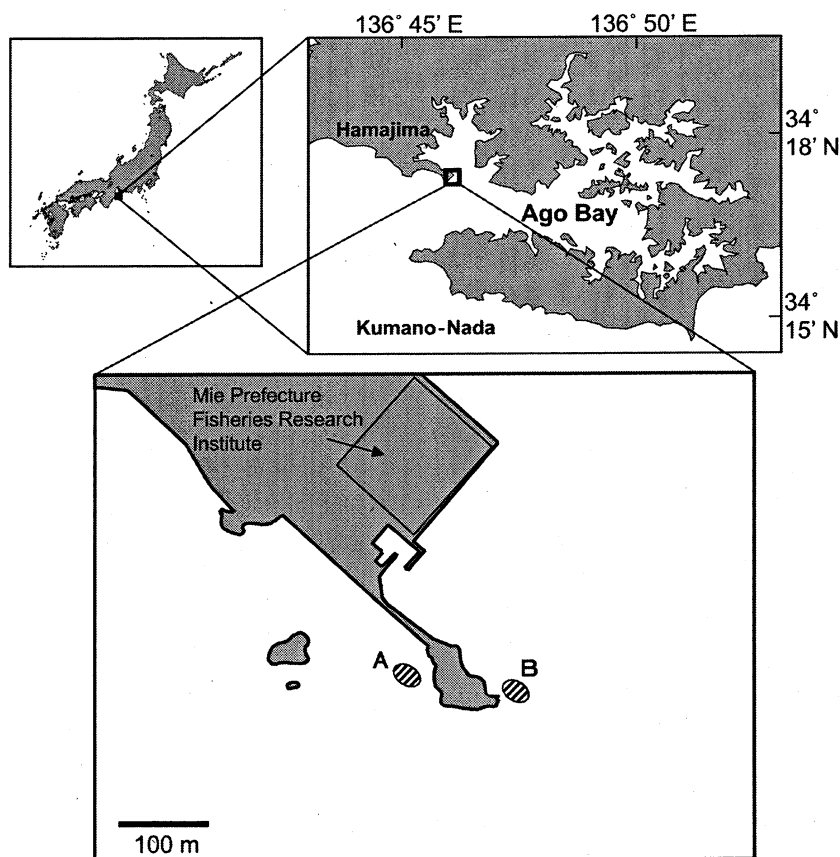 136° 45' E
136° 50' E
Hamajima
34°
18' N
Ago Bay
34°
15' N
Kumano-Nada
Mie Prefecture
Fisheries Research
Institute
A
B
100 m